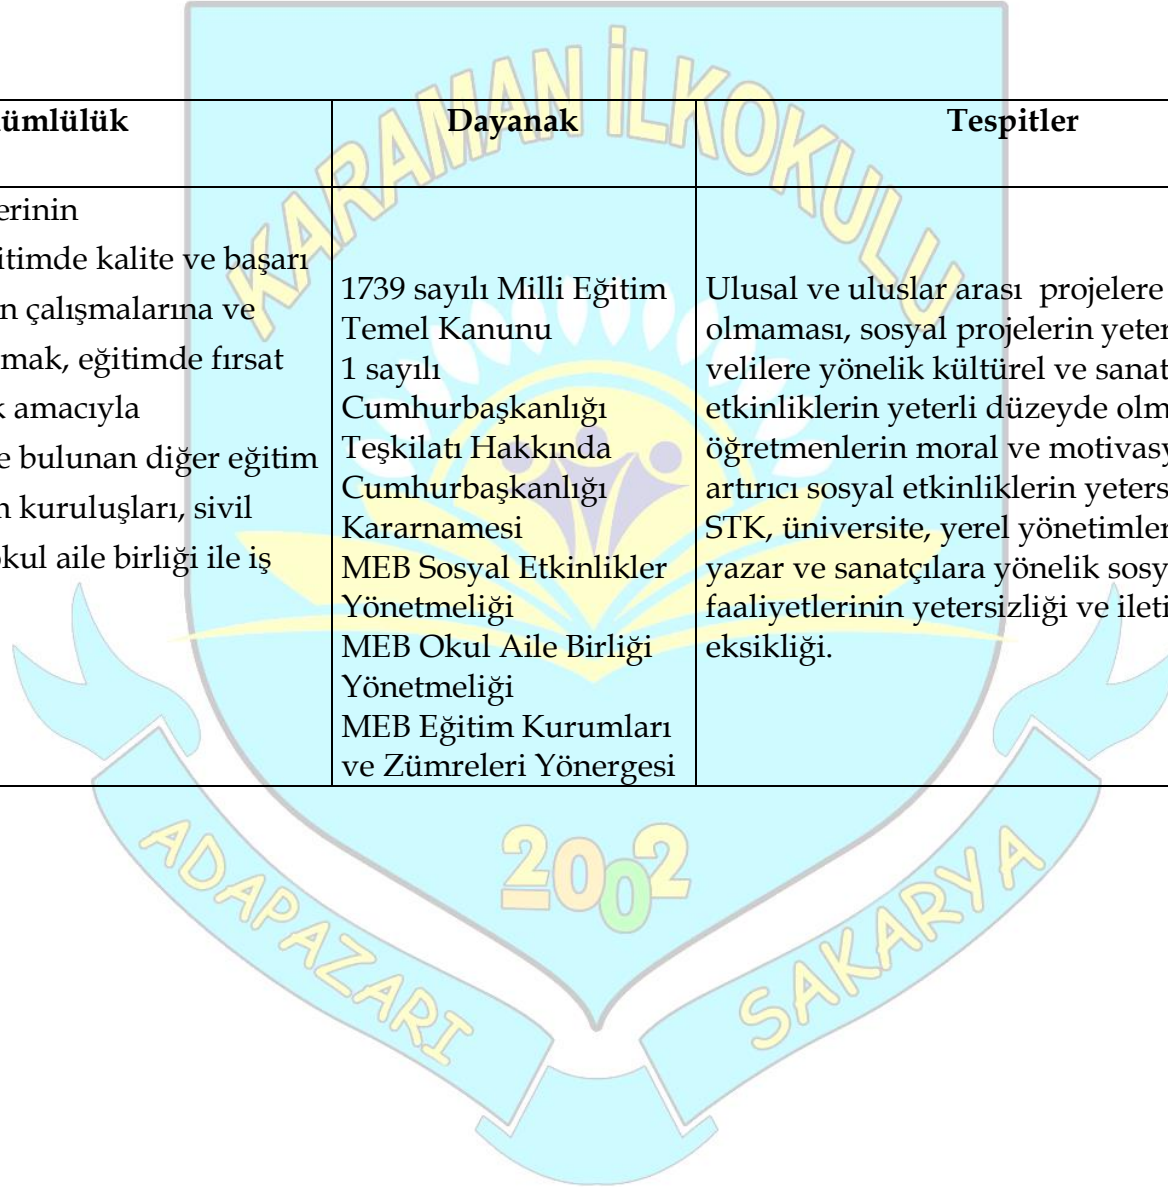 KARAMAN İLKOKULU
Dayanak
Tespitler
erinin
itimde kalite ve başarı
n çalışmalarına ve
mak, eğitimde fırsat
k amacıyla
e bulunan diğer eğitim
n kuruluşları, sivil
okul aile birliği ile iş
1739 sayılı Milli Eğitim
Temel Kanunu
1 sayılı
Cumhurbaşkanlığı
Teşkilatı Hakkında
Cumhurbaşkanlığı
Kararnamesi
MEB Sosyal Etkinlikler
Yönetmeliği
MEB Okul Aile Birliği
Yönetmeliği
MEB Eğitim Kurumları
ve Zümreleri Yönergesi
Ulusal ve uluslar arası projelere
olmaması, sosyal projelerin yeter
velilere yönelik kültürel ve sanat
etkinliklerin yeterli düzeyde olm
öğretmenlerin moral ve motivasy
artırıcı sosyal etkinliklerin yeters
STK, üniversite, yerel yönetimler
yazar ve sanatçılara yönelik sosy
faaliyetlerinin yetersizliği ve ileti
eksikliği.
2002
ADAPAZARI
SAKARYA